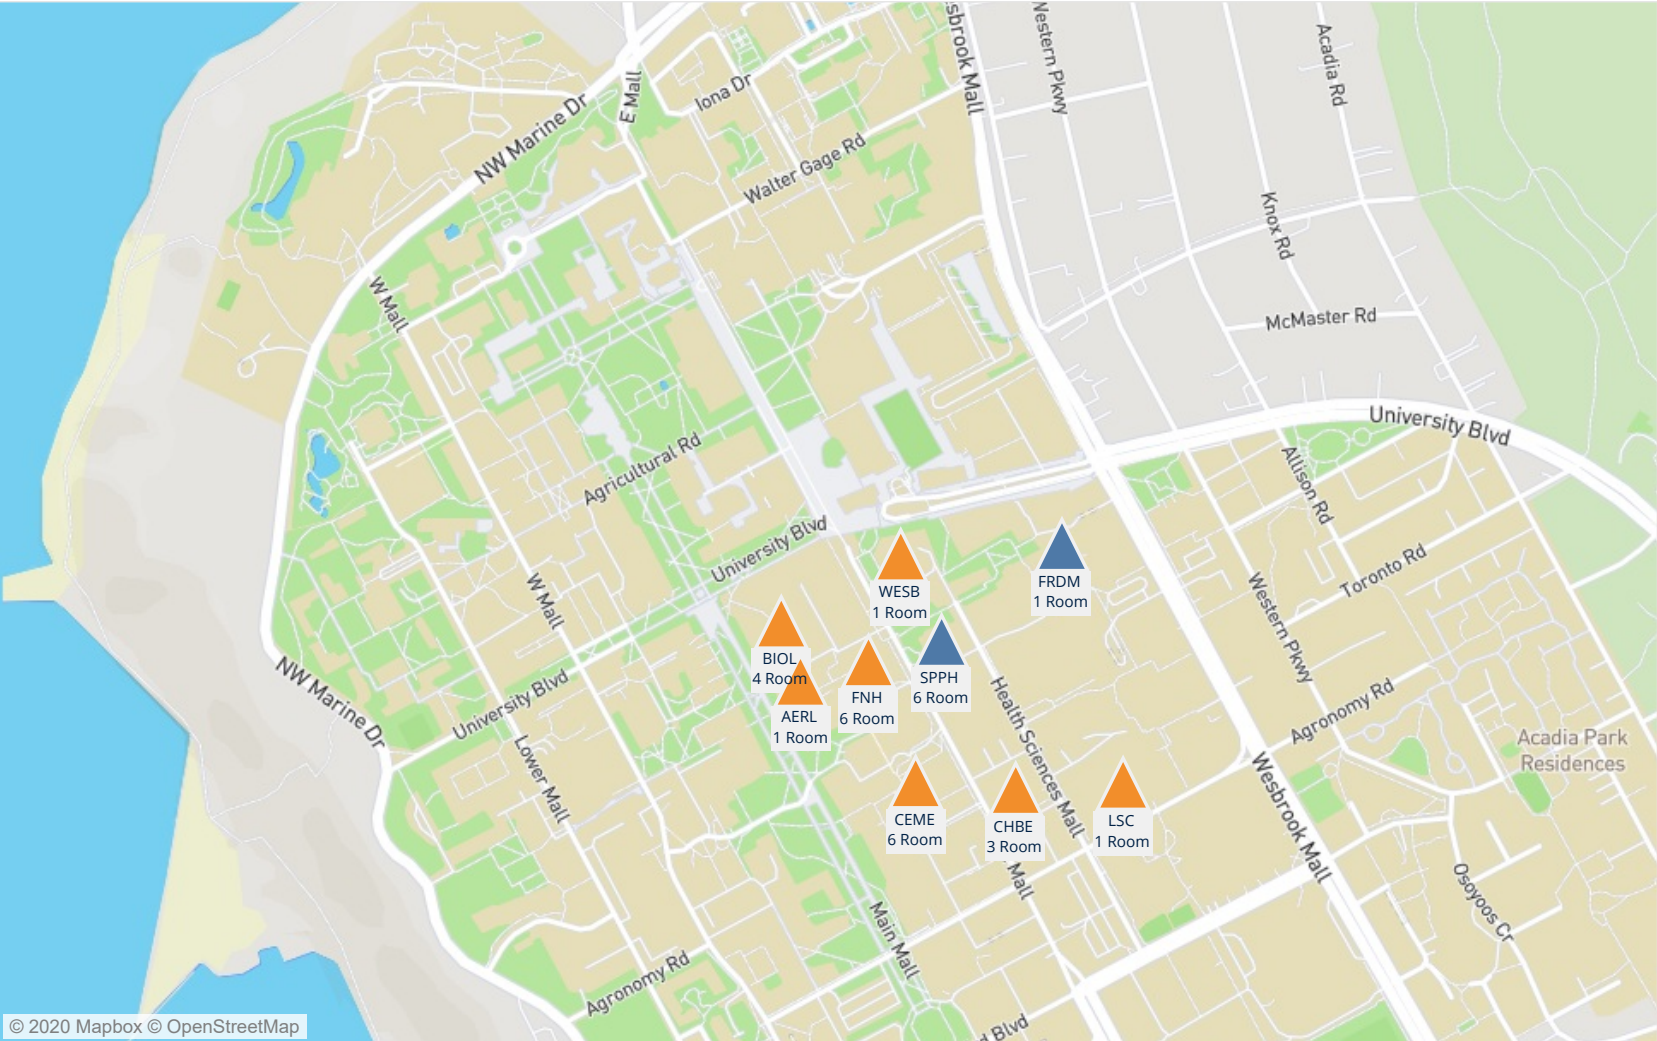 sbrook Mall
Western Pkwy
Acadia Rd
E Mall
Iona Dr
NW Marine Dr
Walter Gage Rd
Knox Rd
W Mall
McMaster Rd
University Blvd
Agricultural Rd
Allison Rd
University Blvd
Toronto Rd
W Mall
Western Pkwy
WESB
1 Room
FRDM
1 Room
BIOL
4 Room
SPPH
6 Room
FNH
6 Room
AERL
1 Room
NW Marine Dr
University Blvd
Health Sciences Mall
Agronomy Rd
Acadia Park
Residences
Lower Mall
Wesbrook Mall
CEME
6 Room
CHBE
3 Room
LSC
1 Room
Mall
Osoyoos Cr
Main Mall
Agronomy Rd
d Blvd
© 2020 Mapbox © OpenStreetMap